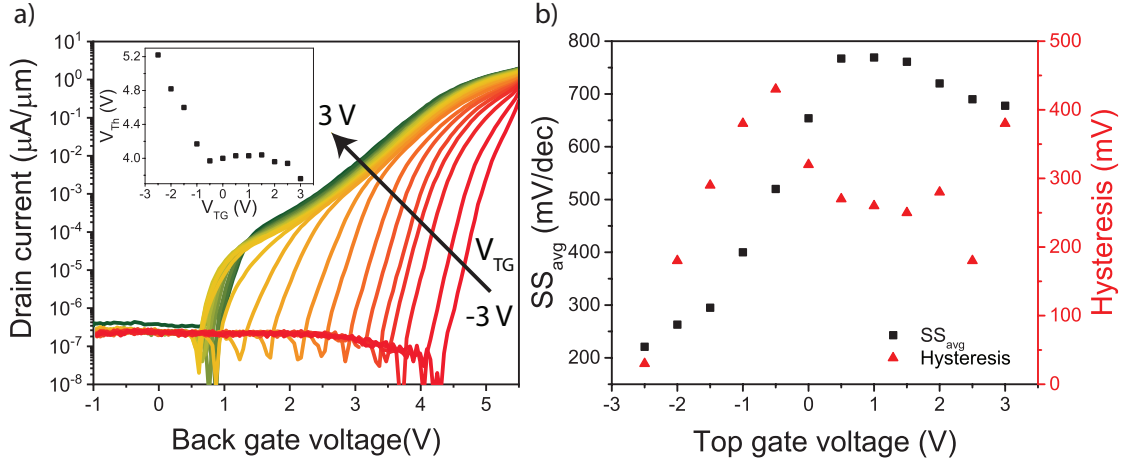 a)
Drain current (μA/μm)
10¹
10⁰
10⁻¹
10⁻²
10⁻³
10⁻⁴
10⁻⁵
10⁻⁶
10⁻⁷
10⁻⁸
-1 0 1 2 3 4 5
Back gate voltage(V)
V_Th (V)
5.2
4.8
4.4
4.0
-3 -2 -1 0 1 2 3
V_TG (V)
3 V
V_TG
-3 V
b)
SS_avg (mV/dec)
800
700
600
500
400
300
200
-3 -2 -1 0 1 2 3
Top gate voltage (V)
SS_avg
Hysteresis
500
400
300
200
100
0
Hysteresis (mV)